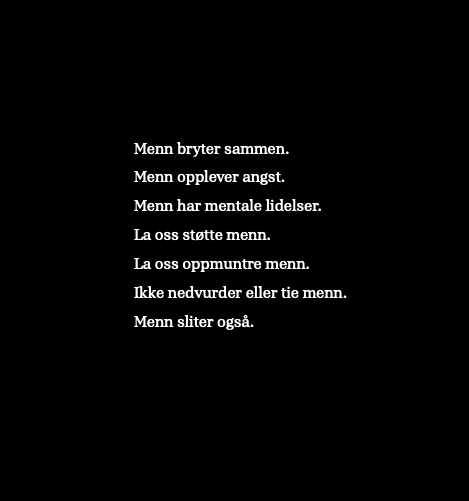 Menn bryter sammen.
Menn opplever angst.
Menn har mentale lidelser.
La oss støtte menn.
La oss oppmuntre menn.
Ikke nedvurder eller tie menn.
Menn sliter også.